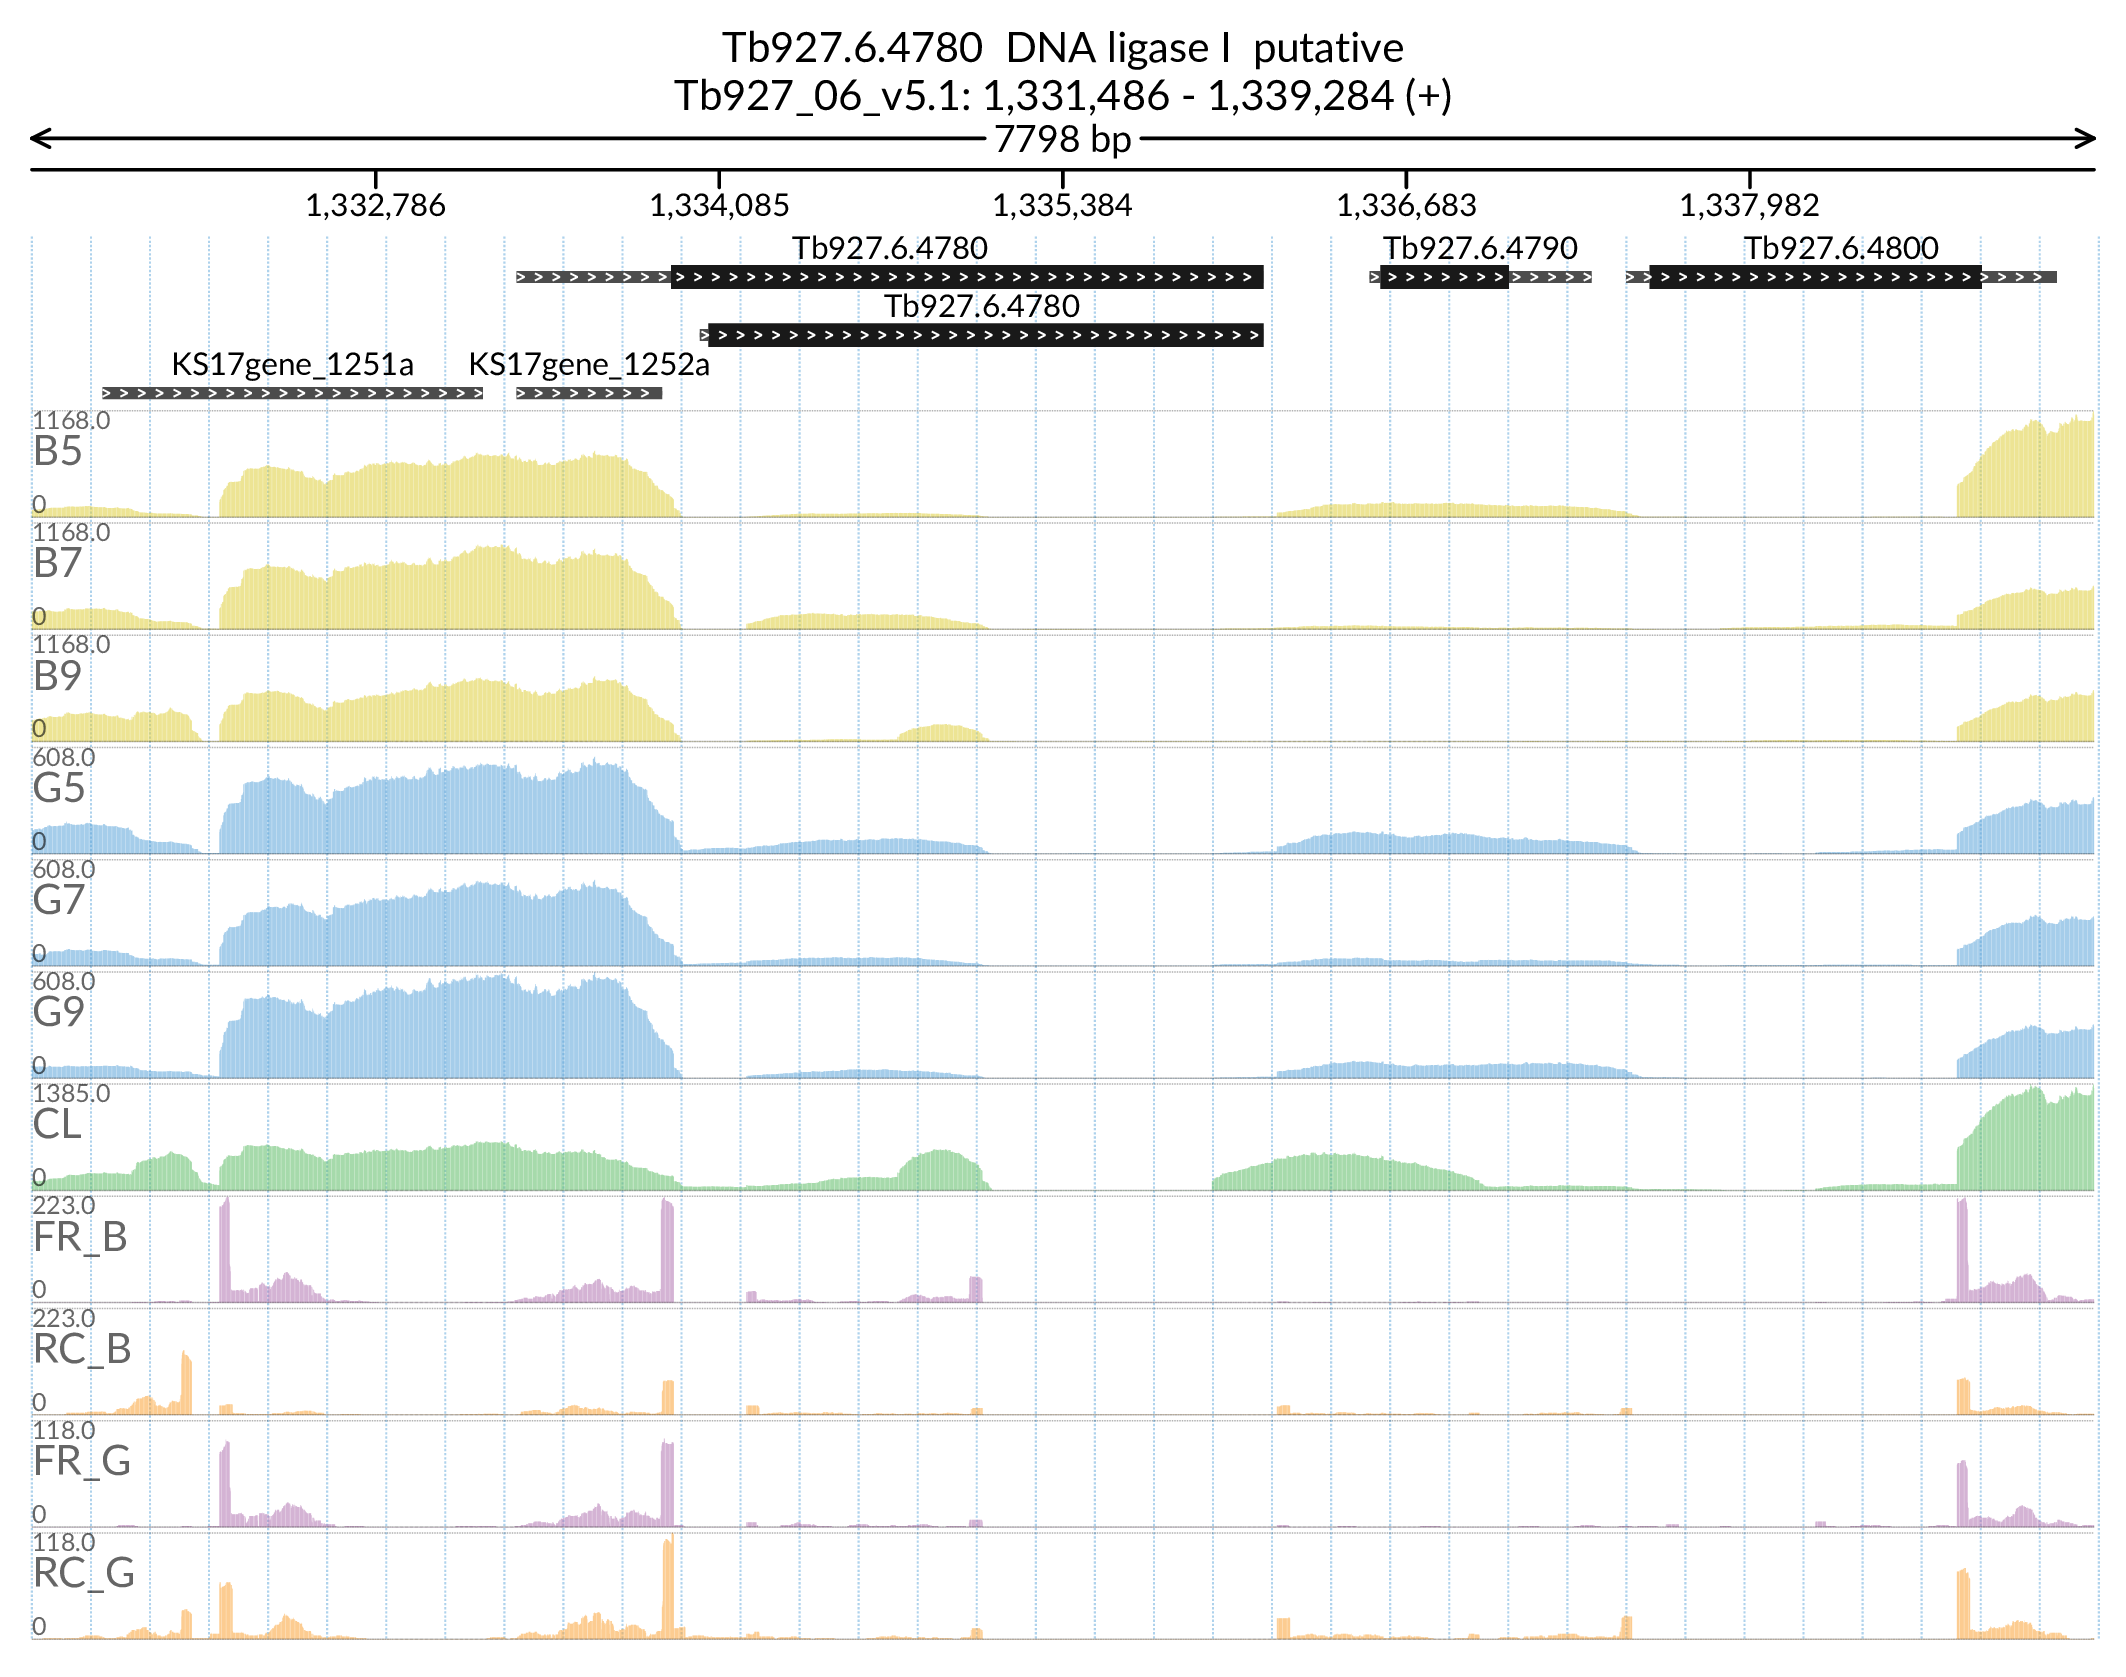 Tb927.6.4780 DNA ligase I putative
Tb927_06_v5.1: 1,331,486 - 1,339,284 (+)
7798 bp
1,332,786 1,334,085 1,335,384 1,336,683 1,337,982
Tb927.6.4780 Tb927.6.4790 Tb927.6.4800
Tb927.6.4780
KS17gene_1251a KS17gene_1252a
1168.0
B5
0
1168.0
B7
0
1168.0
B9
0
608.0
G5
0
608.0
G7
0
608.0
G9
0
1385.0
CL
0
223.0
FR_B
0
223.0
RC_B
0
118.0
FR_G
0
118.0
RC_G
0